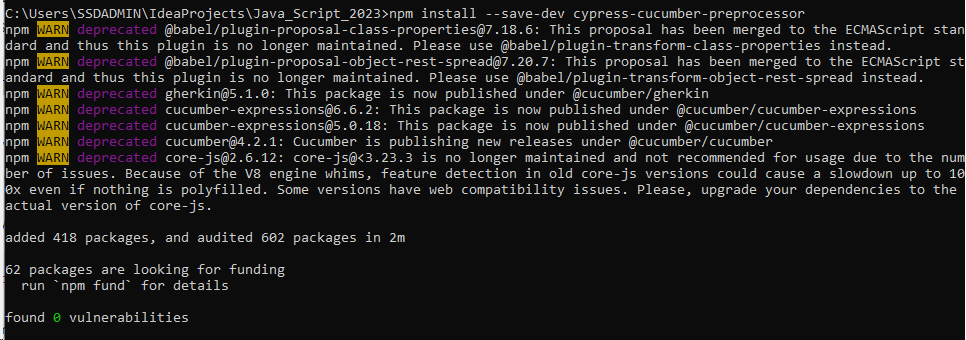 C:\Users\SSDADMIN\IdeaProjects\Java_Script_2023>npm install --save-dev cypress-cucumber-preprocessor
npm WARN deprecated @babel/plugin-proposal-class-properties@7.18.6: This proposal has been merged to the ECMAScript stan
dard and thus this plugin is no longer maintained. Please use @babel/plugin-transform-class-properties instead.
npm WARN deprecated @babel/plugin-proposal-object-rest-spread@7.20.7: This proposal has been merged to the ECMAScript st
andard and thus this plugin is no longer maintained. Please use @babel/plugin-transform-object-rest-spread instead.
npm WARN deprecated gherkin@5.1.0: This package is now published under @cucumber/gherkin
npm WARN deprecated cucumber-expressions@6.6.2: This package is now published under @cucumber/cucumber-expressions
npm WARN deprecated cucumber-expressions@5.0.18: This package is now published under @cucumber/cucumber-expressions
npm WARN deprecated cucumber@4.2.1: Cucumber is publishing new releases under @cucumber/cucumber
npm WARN deprecated core-js@2.6.12: core-js@<3.23.3 is no longer maintained and not recommended for usage due to the num
ber of issues. Because of the V8 engine whims, feature detection in old core-js versions could cause a slowdown up to 10
0x even if nothing is polyfilled. Some versions have web compatibility issues. Please, upgrade your dependencies to the
actual version of core-js.
added 418 packages, and audited 602 packages in 2m
62 packages are looking for funding
run `npm fund` for details
found 0 vulnerabilities